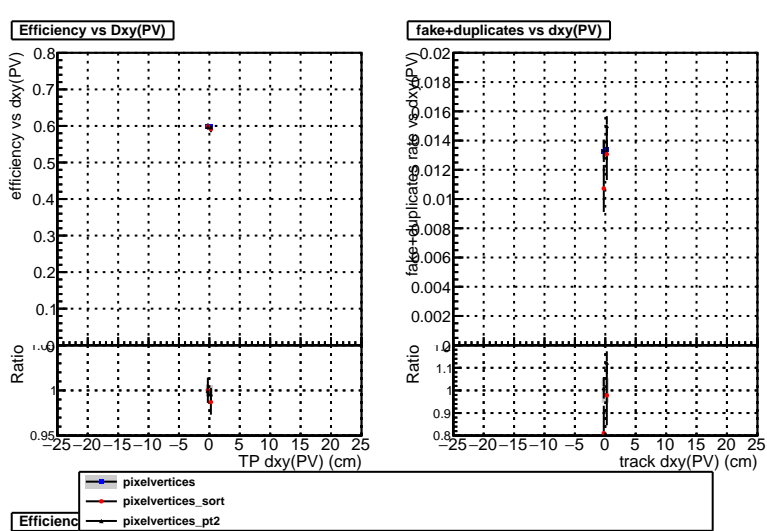 Efficiency vs Dxy(PV)
fake+duplicates vs dxy(PV)
efficiency vs dxy(PV)
0.8
0.7
0.6
0.5
0.4
0.3
0.2
0.1
0
Ratio
1
0.95
−25 −20 −15 −10 −5 0 5 10 15 20 25
TP dxy(PV) (cm)
fake+duplicates rate vs dxy(PV)
0.02
0.018
0.016
0.014
0.012
0.01
0.008
0.006
0.004
0.002
0
Ratio
1.1
1
0.9
0.8
−25 −20 −15 −10 −5 0 5 10 15 20 25
track dxy(PV) (cm)
pixelvertices
pixelvertices_sort
pixelvertices_pt2